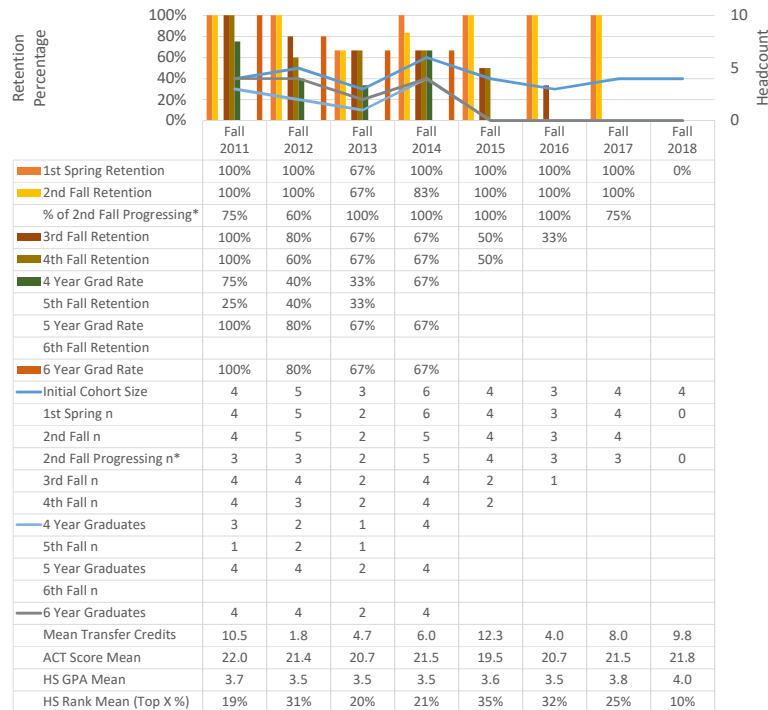 Retention
Percentage
100%
80%
60%
40%
20%
0%
10
5
0
Headcount
Fall 2011 Fall 2012 Fall 2013 Fall 2014 Fall 2015 Fall 2016 Fall 2017 Fall 2018
1st Spring Retention 100% 100% 67% 100% 100% 100% 100% 0%
2nd Fall Retention 100% 100% 67% 83% 100% 100% 100%
% of 2nd Fall Progressing* 75% 60% 100% 100% 100% 100% 75%
3rd Fall Retention 100% 80% 67% 67% 50% 33%
4th Fall Retention 100% 60% 67% 67% 50%
4 Year Grad Rate 75% 40% 33% 67%
5th Fall Retention 25% 40% 33%
5 Year Grad Rate 100% 80% 67% 67%
6th Fall Retention
6 Year Grad Rate 100% 80% 67% 67%
Initial Cohort Size 4 5 3 6 4 3 4 4
1st Spring n 4 5 2 6 4 3 4 0
2nd Fall n 4 5 2 5 4 3 4
2nd Fall Progressing n* 3 3 2 5 4 3 3 0
3rd Fall n 4 4 2 4 2 1
4th Fall n 4 3 2 4 2
4 Year Graduates 3 2 1 4
5th Fall n 1 2 1
5 Year Graduates 4 4 2 4
6th Fall n
6 Year Graduates 4 4 2 4
Mean Transfer Credits 10.5 1.8 4.7 6.0 12.3 4.0 8.0 9.8
ACT Score Mean 22.0 21.4 20.7 21.5 19.5 20.7 21.5 21.8
HS GPA Mean 3.7 3.5 3.5 3.5 3.6 3.5 3.8 4.0
HS Rank Mean (Top X %) 19% 31% 20% 21% 35% 32% 25% 10%